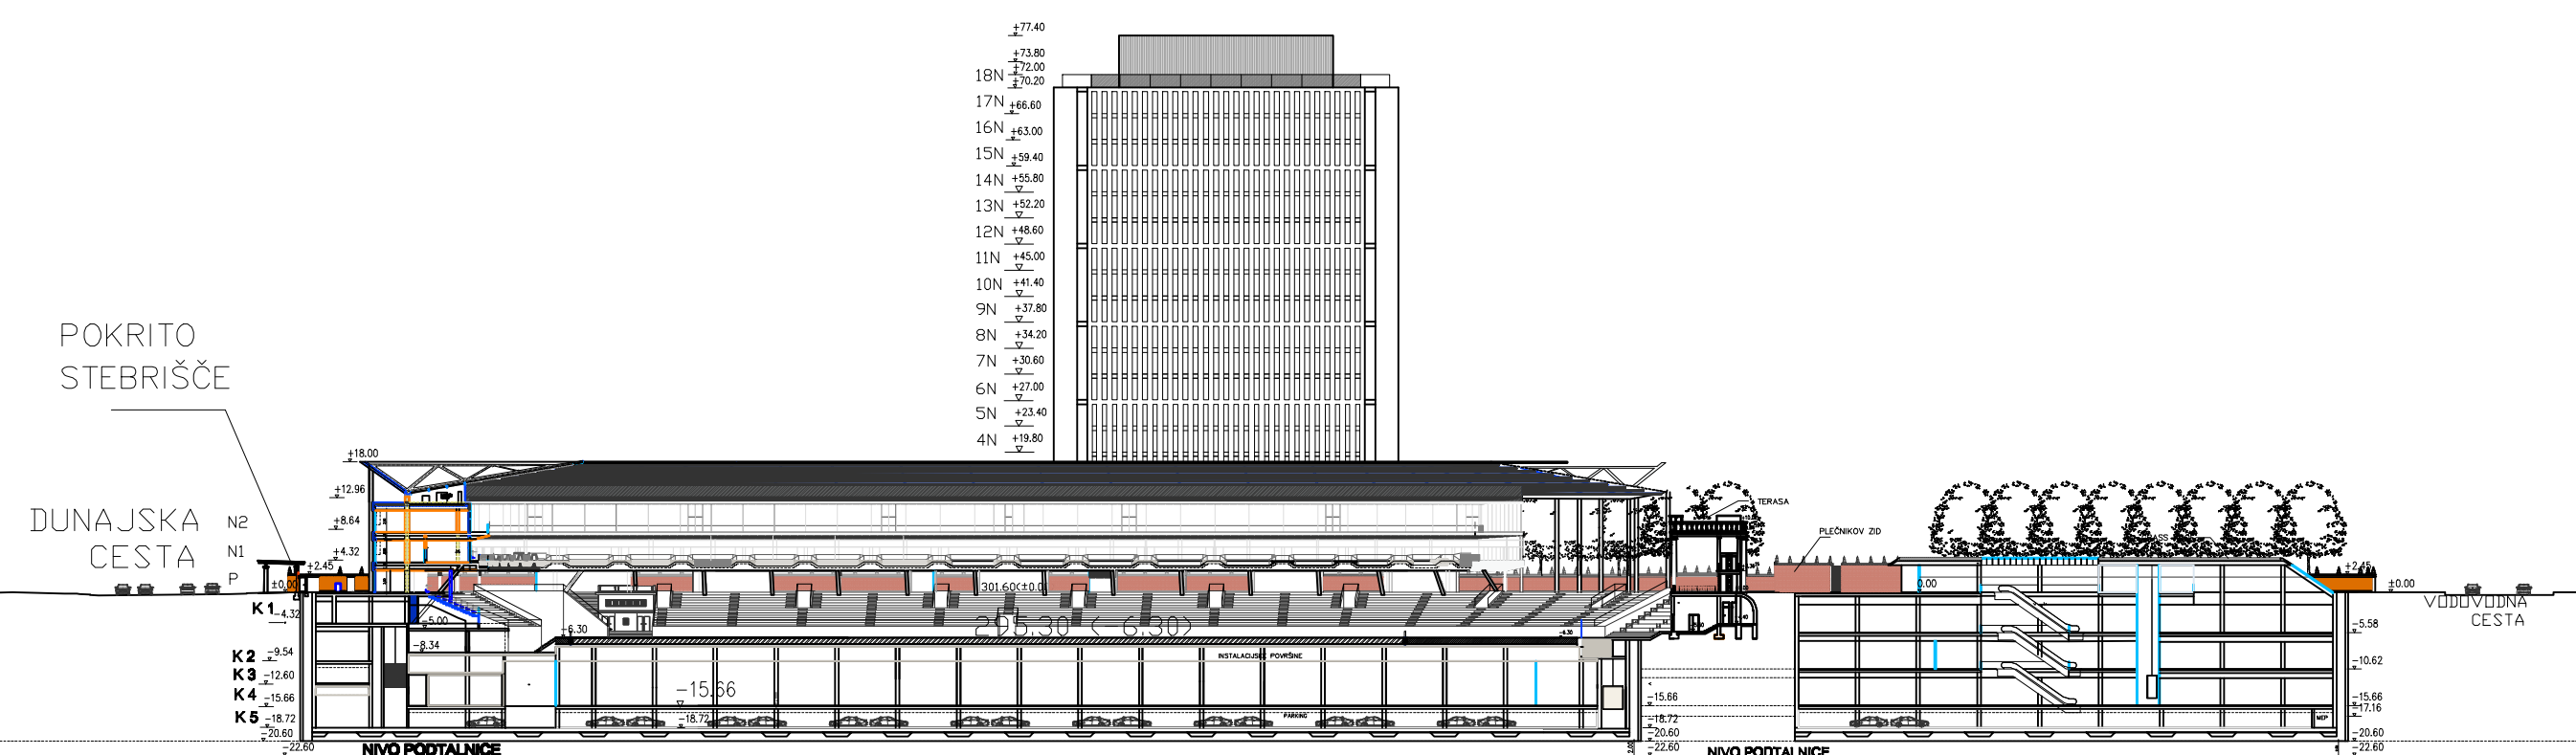 +77.40
+73.80
+72.00
18N
+70.20
17N
+66.60
16N
+63.00
15N
+59.40
14N
+55.80
13N
+52.20
12N
+48.60
11N
+45.00
10N
+41.40
9N
+37.80
8N
+34.20
7N
+30.60
6N
+27.00
5N
+23.40
4N
+19.80
POKRITO
STEBRIŠČE
+18.00
+12.96
DUNAJSKA
CESTA
N2
+8.64
N1
+4.32
P
+2.45
±0.00
K1
-4.32
-5.00
-6.30
-8.34
K2
-9.54
K3
-12.60
K4
-15.66
K5
-18.72
-20.60
-22.60
NIVO PODTALNICE
301.60(±0.0
295.30 (-6.30)
-6.30
INSTALACIJSKE POVRŠINE
-15.66
-18.72
PARKING
TERASA
PLEČNIKOV ZID
-15.66
-18.72
-20.60
-22.60
2.00
NIVO PODTALNICE
0.00
+2.45
±0.00
VODOVODNA
CESTA
-5.58
-10.62
-15.66
-17.16
MEP
-20.60
-22.60